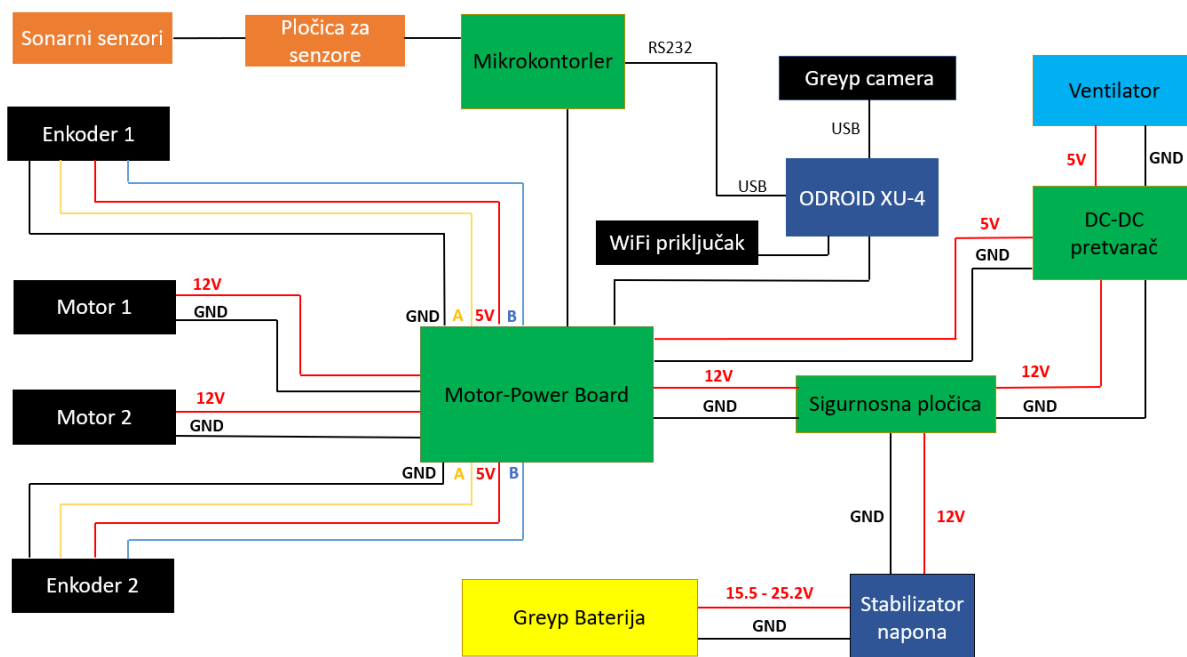 Sonarni senzori
Pločica za
senzore
Mikrokontorler
RS232
Greyp camera
Ventilator
USB
5V
GND
Enkoder 1
USB
ODROID XU-4
DC-DC
pretvarač
WiFi priključak
5V
GND
Motor 1
12V
GND
GND
A
5V
B
Motor-Power Board
12V
GND
Sigurnosna pločica
12V
GND
Motor 2
12V
GND
GND
A
5V
B
GND
12V
Enkoder 2
Greyp Baterija
15.5 - 25.2V
GND
Stabilizator
napona